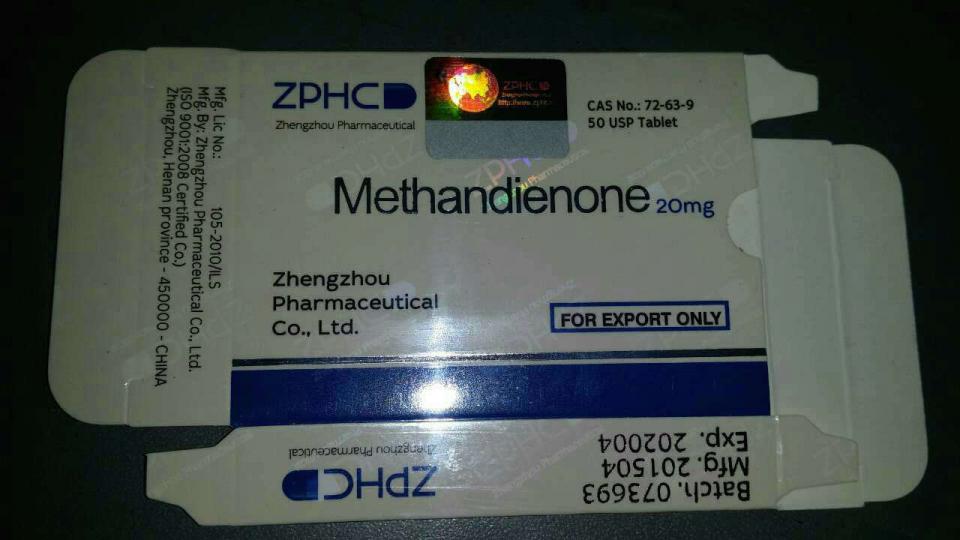 ZPHC
Zhengzhou Pharmaceutical
ZPHC
CAS No.: 72-63-9
50 USP Tablet
Methandienone 20mg
Zhengzhou
Pharmaceutical
Co., Ltd.
FOR EXPORT ONLY
Mfg. Lic No.: 105-2010/ILS
Mfg. By: Zhengzhou Pharmaceutical Co., Ltd.
(ISO 9001:2008 Certified Co.)
Zhengzhou, Henan province - 450000 - CHINA
Batch. 073693
Mfg. 201504
Exp. 202004
ZPHC
Zhengzhou Pharmaceutical